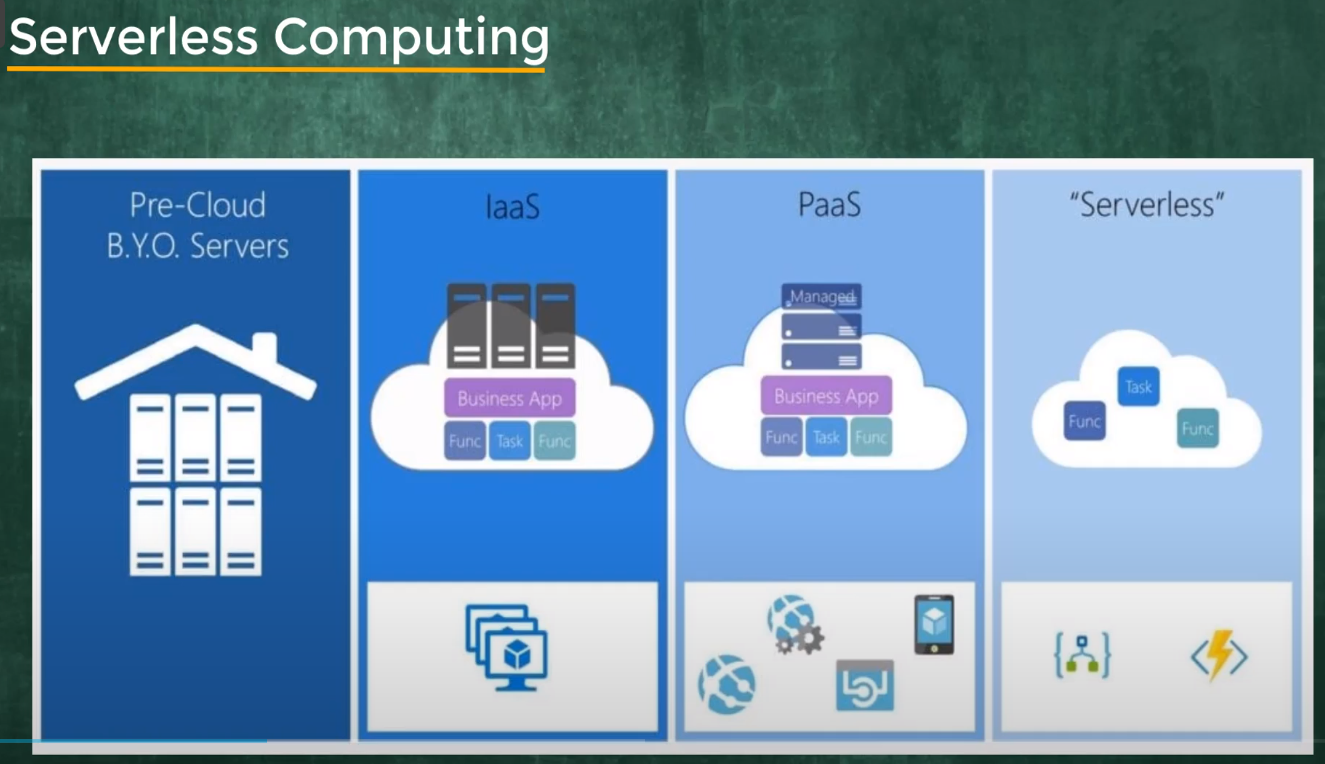 Serverless Computing
Pre-Cloud
B.Y.O. Servers
IaaS
Business App
Func Task Func
PaaS
Managed
Business App
Func Task Func
“Serverless”
Task
Func
Func